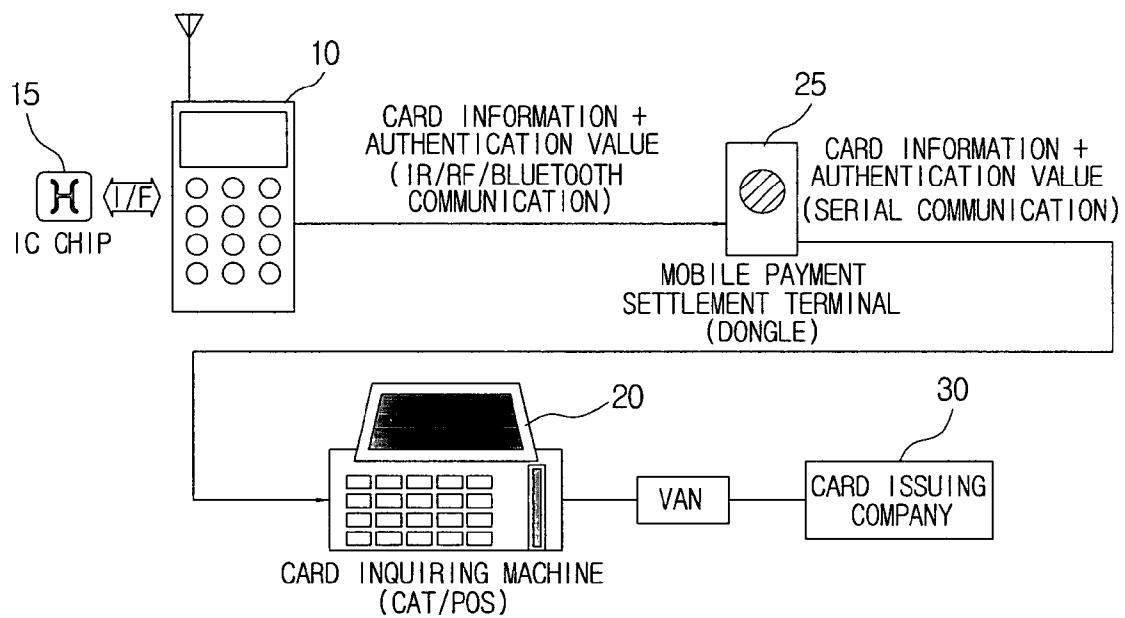 10
15
IC CHIP
I/F
CARD INFORMATION +
AUTHENTICATION VALUE
(IR/RF/BLUETOOTH
COMMUNICATION)
25
CARD INFORMATION +
AUTHENTICATION VALUE
(SERIAL COMMUNICATION)
MOBILE PAYMENT
SETTLEMENT TERMINAL
(DONGLE)
20
CARD INQUIRING MACHINE
(CAT/POS)
VAN
30
CARD ISSUING
COMPANY